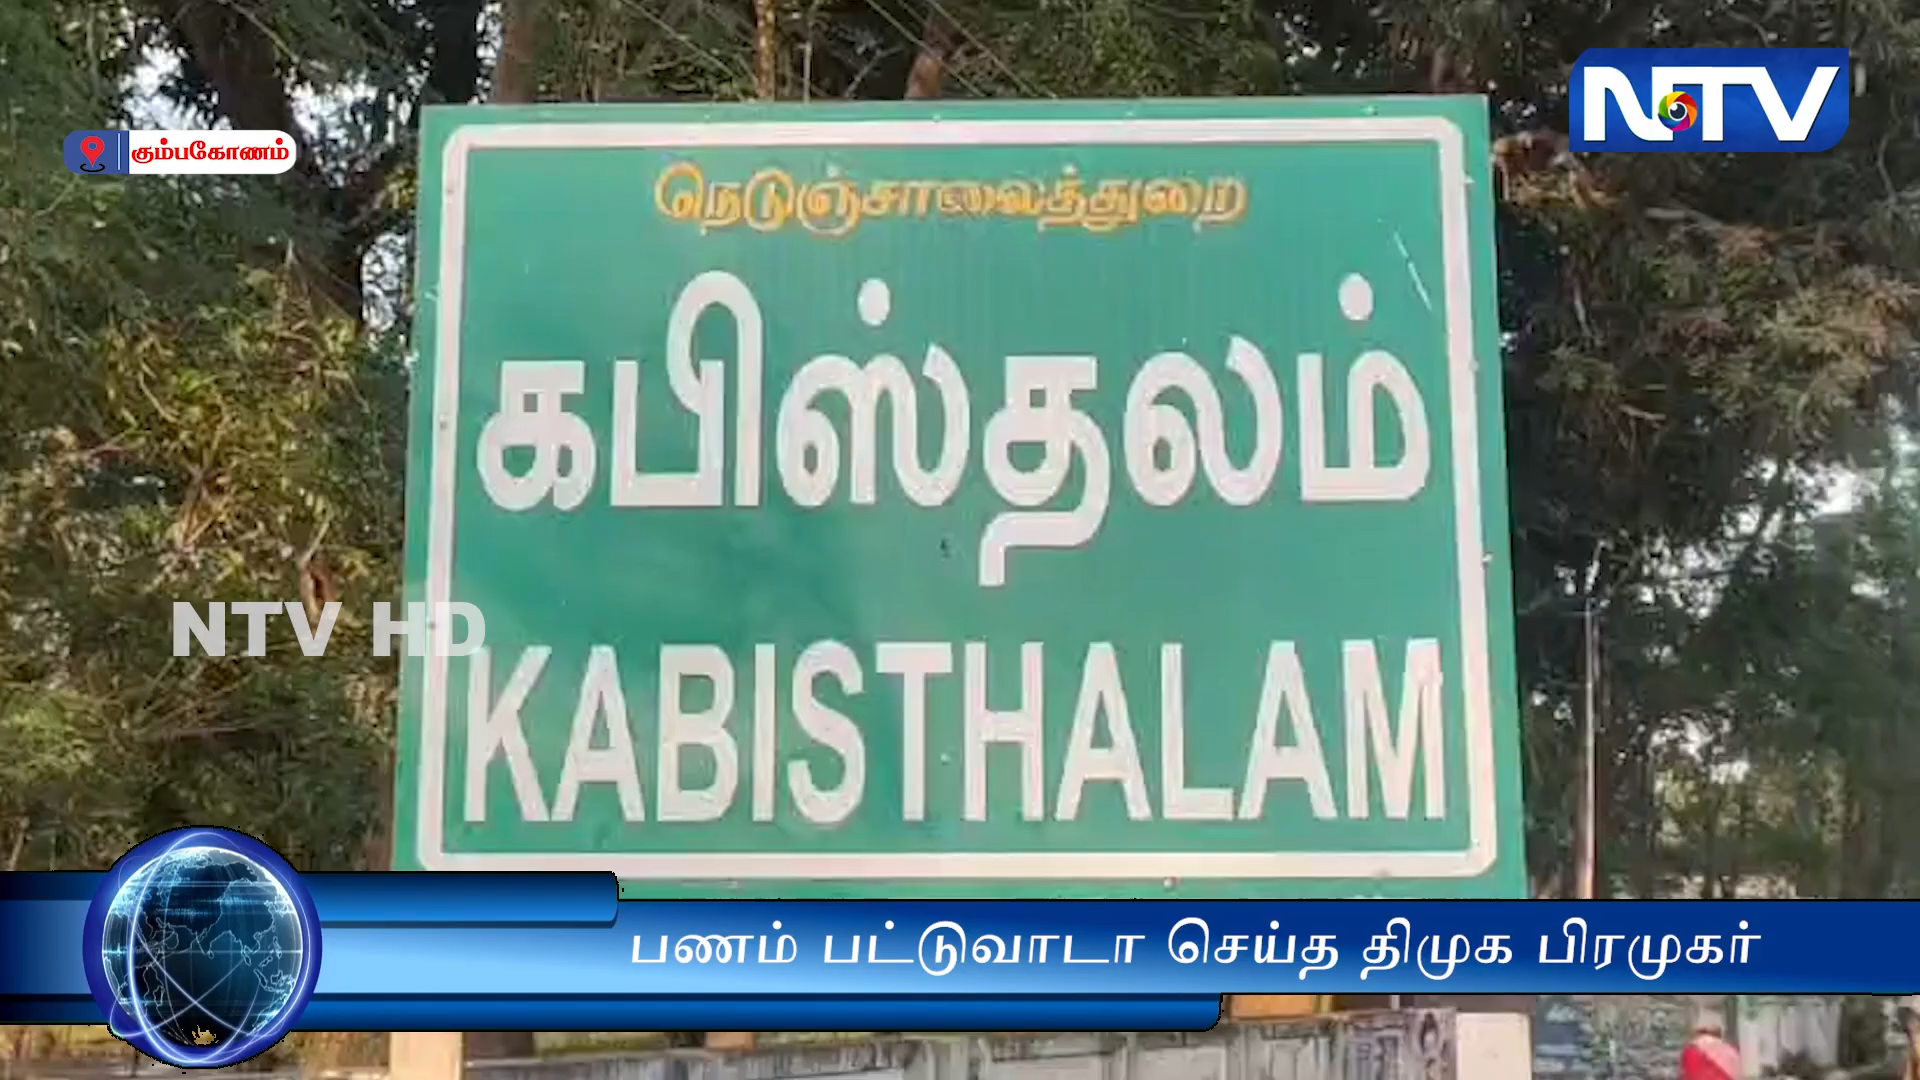 NTV
கும்பகோணம்
நெடுஞ்சாலைத்துறை
கபிஸ்தலம்
NTV HD
KABISTHALAM
பணம் பட்டுவாடா செய்த திமுக பிரமுகர்